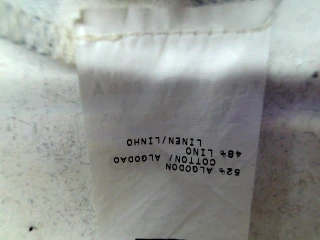 52% ALGODON
COTTON/ ALGODAO
48% LINO
LINEN/LINHO